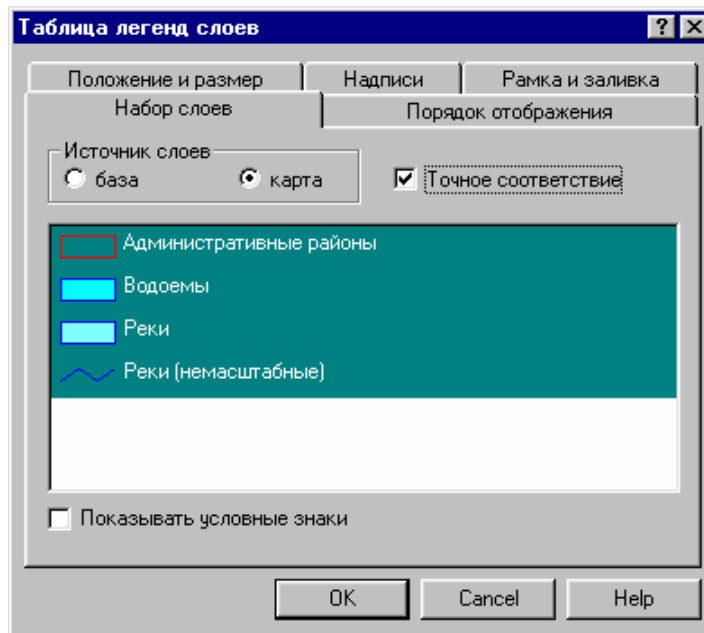 Таблица легенд слоев
Положение и размер
Надписи
Рамка и заливка
Набор слоев
Порядок отображения
Источник слоев
база
карта
Точное соответствие
Административные районы
Водоемы
Реки
Реки (немасштабные)
Показывать условные знаки
OK
Cancel
Help